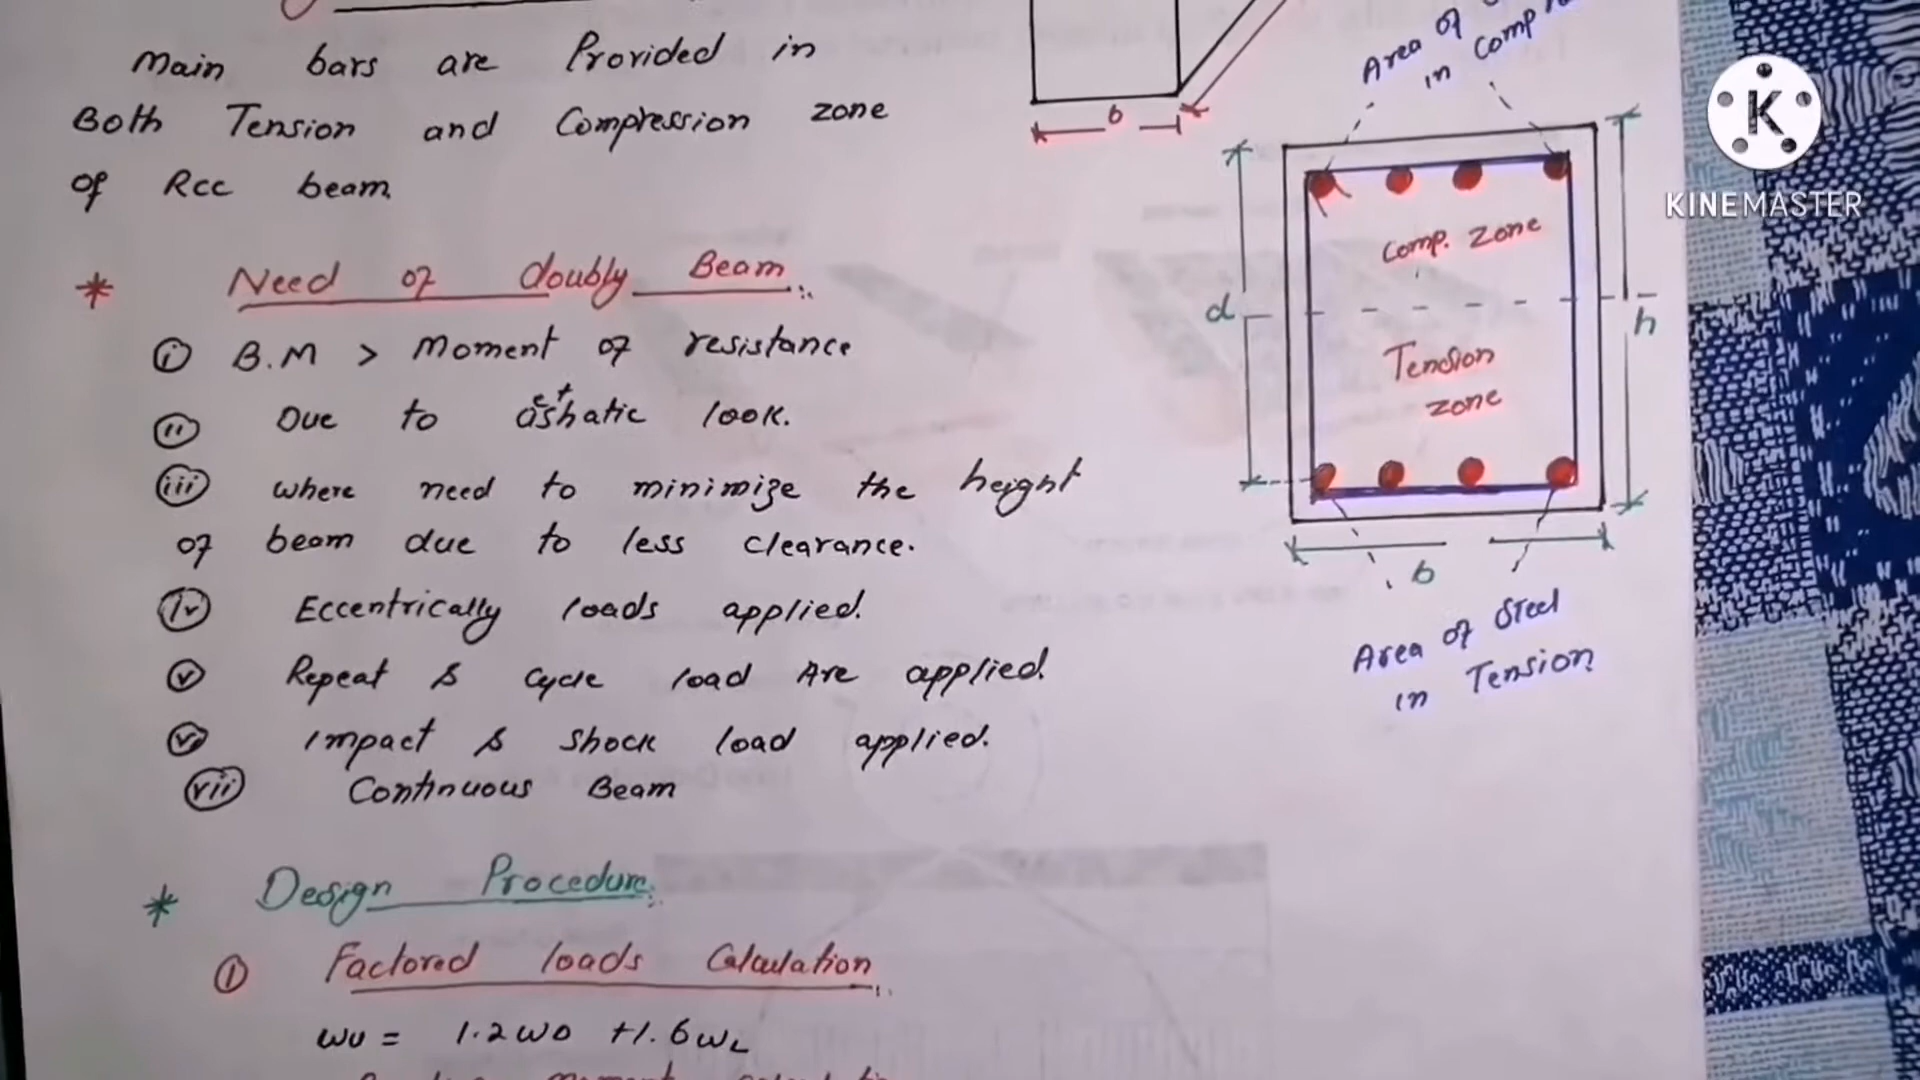 Main bars are Provided in
Both Tension and Compression zone
of Rcc beam
* Need of doubly Beam
(i) B.M > Moment of resistance
(ii) Due to ashatic look.
et
(iii) where need to minimize the height
of beam due to less clearance.
(iv) Eccentrically loads applied.
(v) Repeat & Cycle load Are applied.
(v) Impact & Shock load applied.
(vii) Continuous Beam
* Design Procedure
(1) Factored loads Calculation
wu = 1.2wD +1.6wL
b
Area of
in Comp
Comp. Zone
d
h
Tension
zone
b
Area of Steel
in Tension
K
KINEMASTER